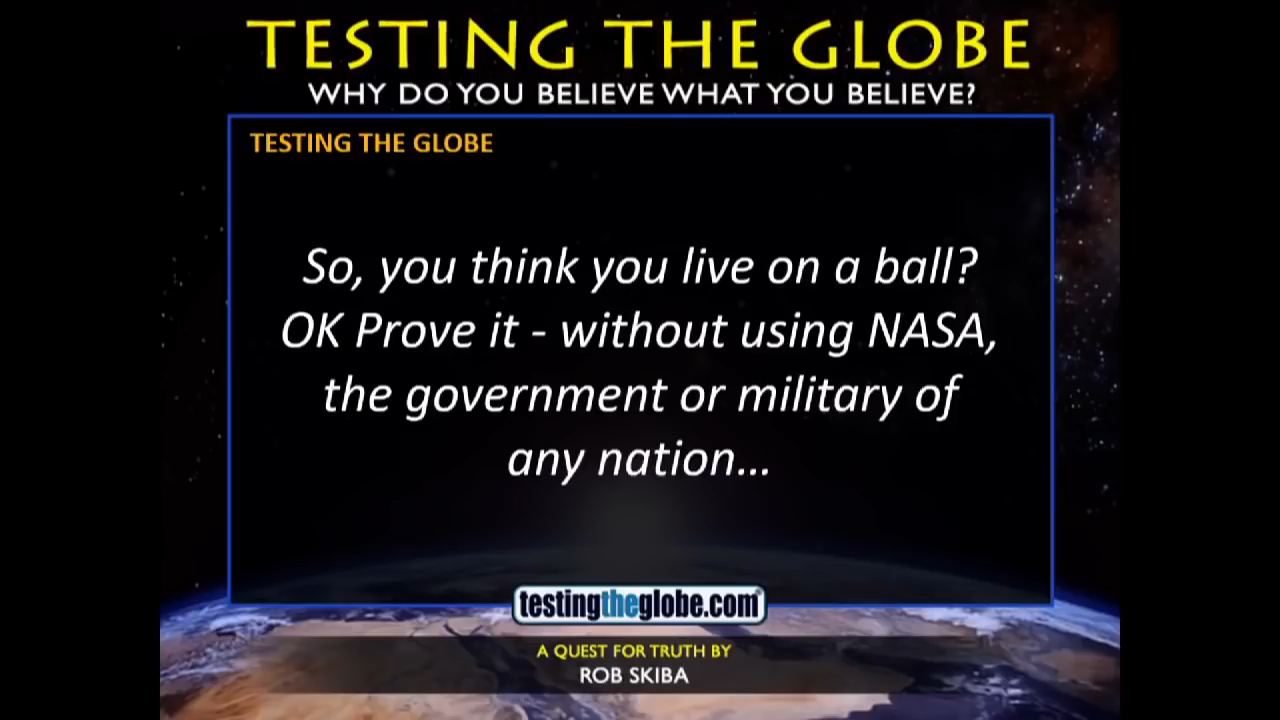 TESTING THE GLOBE
WHY DO YOU BELIEVE WHAT YOU BELIEVE?
TESTING THE GLOBE
So, you think you live on a ball?
OK Prove it - without using NASA,
the government or military of
any nation...
testingtheglobe.com
A QUEST FOR TRUTH BY
ROB SKIBA